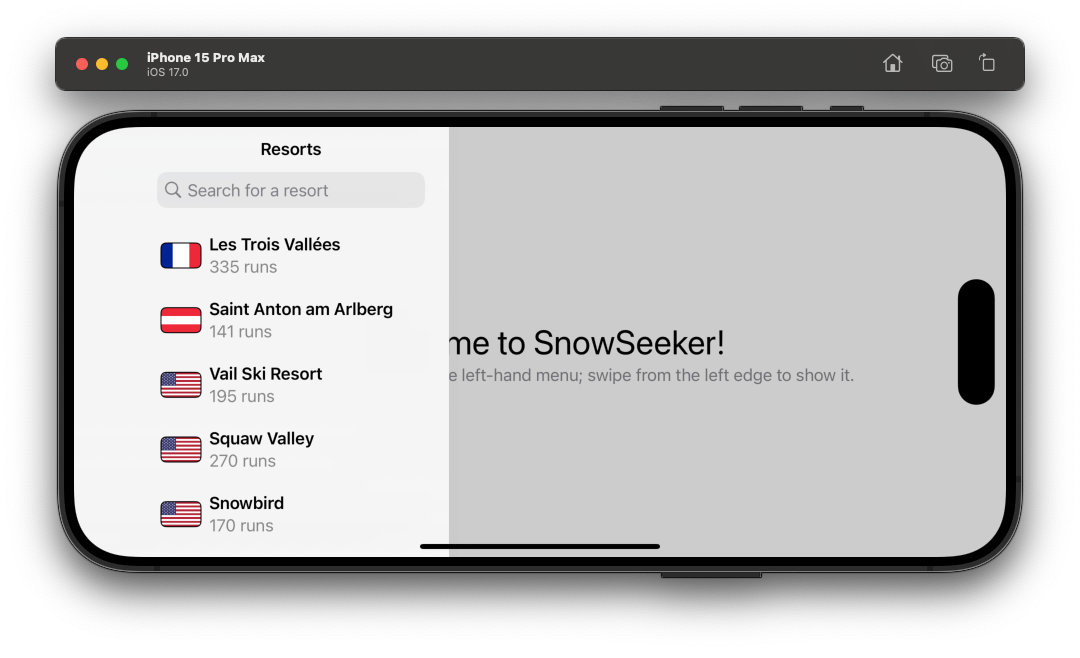 iPhone 15 Pro Max
iOS 17.0
Resorts
Search for a resort
Les Trois Vallées
335 runs
Saint Anton am Arlberg
141 runs
Vail Ski Resort
195 runs
Squaw Valley
270 runs
Snowbird
170 runs
me to SnowSeeker!
e left-hand menu; swipe from the left edge to show it.